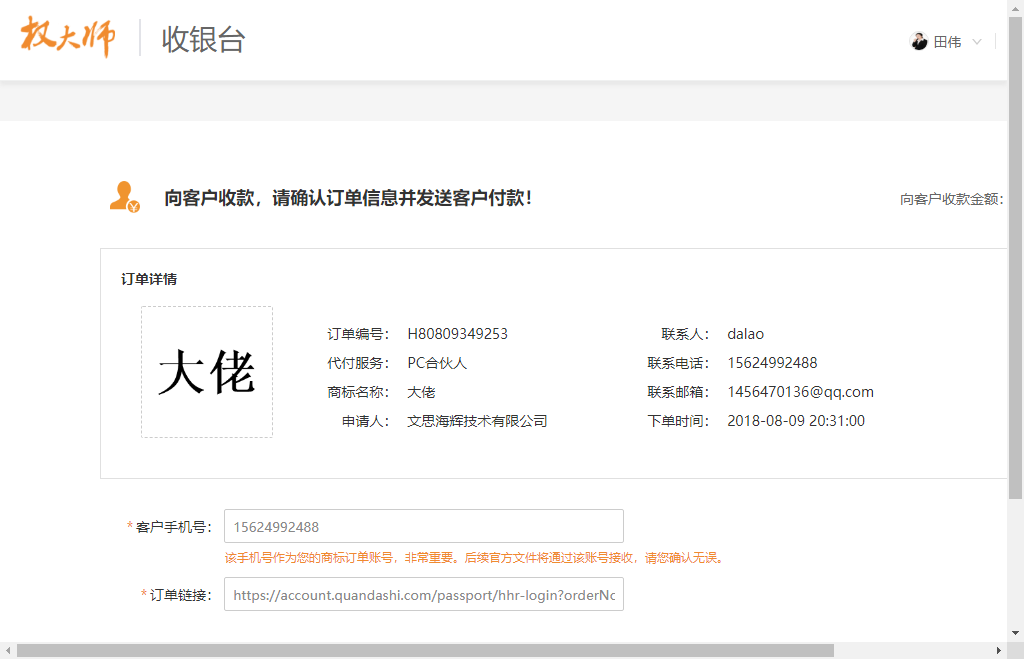 权大师 收银台 田伟
向客户收款，请确认订单信息并发送客户付款！ 向客户收款金额：
订单详情
大佬
订单编号： H80809349253 联系人： dalao
代付服务： PC合伙人 联系电话： 15624992488
商标名称： 大佬 联系邮箱： 1456470136@qq.com
申请人： 文思海辉技术有限公司 下单时间： 2018-08-09 20:31:00
*客户手机号： 15624992488
该手机号作为您的商标订单账号，非常重要。后续官方文件将通过该账号接收，请您确认无误。
*订单链接： https://account.quandashi.com/passport/hhr-login?orderNo